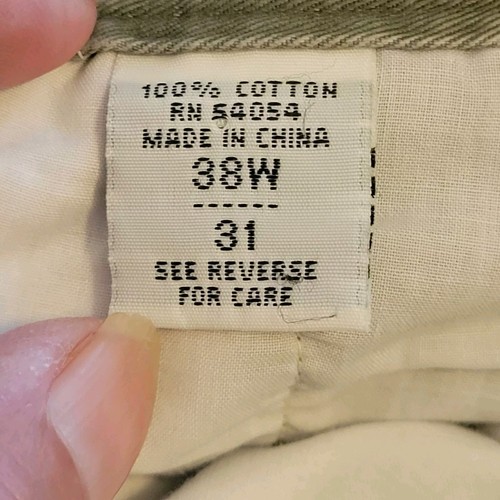 100% COTTON
RN 54054
MADE IN CHINA
38W
------
31
SEE REVERSE
FOR CARE